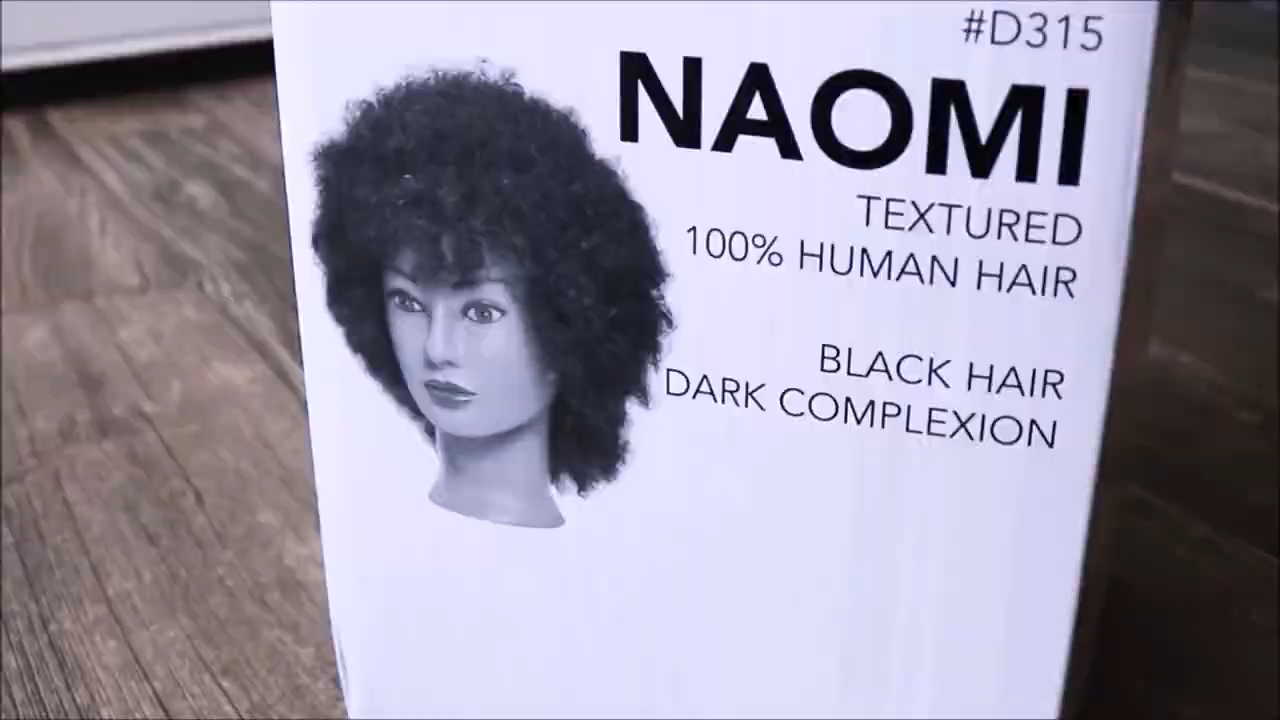 #D315
NAOMI
TEXTURED
100% HUMAN HAIR
BLACK HAIR
DARK COMPLEXION